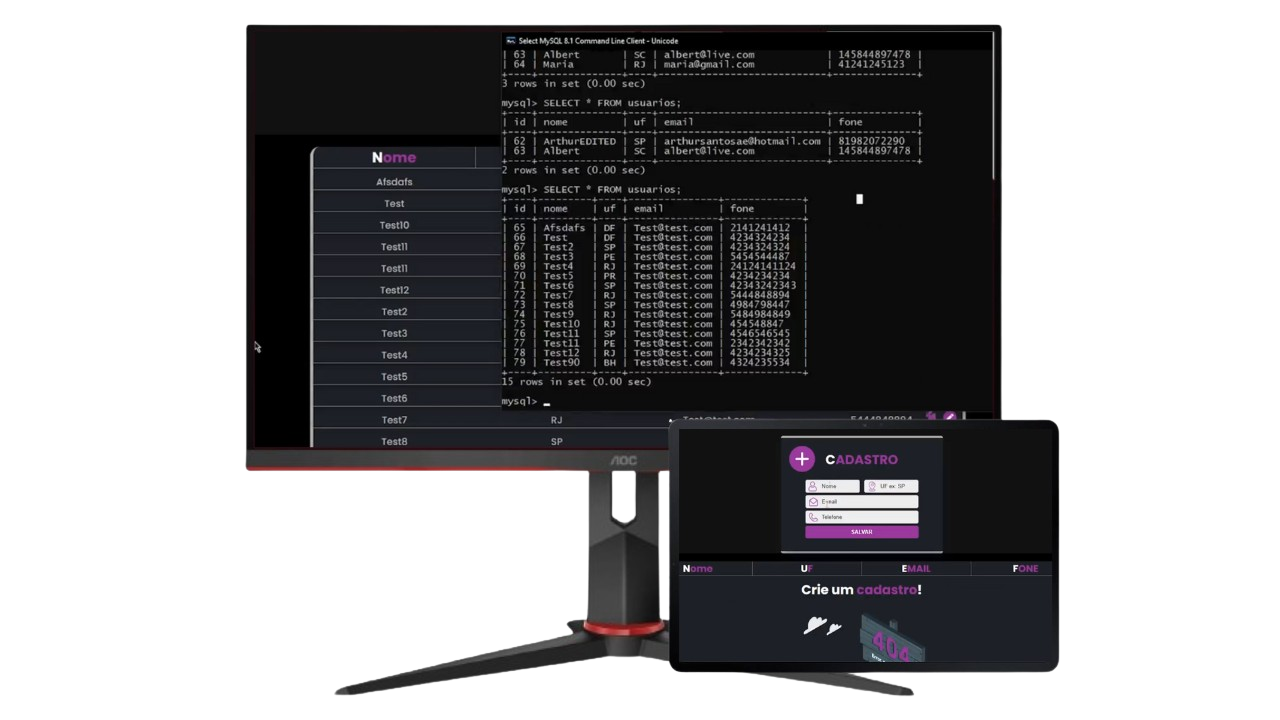 Select MySQL 8.1 Command Line Client - Unicode
| 63 | Albert | SC | albert@live.com | 145844897478 |
| 64 | Maria | RJ | maria@gmail.com | 41241245123 |
3 rows in set (0.00 sec)
mysql> SELECT * FROM usuarios;
| id | nome | uf | email | fone |
| 62 | ArthurEDITED | SP | arthursantosae@hotmail.com | 81982072290 |
| 63 | Albert | SC | albert@live.com | 145844897478 |
2 rows in set (0.00 sec)
mysql> SELECT * FROM usuarios;
| id | nome | uf | email | fone |
| 65 | Afsdafs | DF | Test@test.com | 2141241412 |
| 66 | Test | DF | Test@test.com | 4234324234 |
| 67 | Test2 | SP | Test@test.com | 4234324324 |
| 68 | Test3 | PE | Test@test.com | 5454544487 |
| 69 | Test4 | RJ | Test@test.com | 24124141124 |
| 70 | Test5 | PR | Test@test.com | 4234234234 |
| 71 | Test6 | SP | Test@test.com | 42343242343 |
| 72 | Test7 | RJ | Test@test.com | 5444848894 |
| 73 | Test8 | SP | Test@test.com | 4984798447 |
| 74 | Test9 | RJ | Test@test.com | 5484984849 |
| 75 | Test10 | RJ | Test@test.com | 454548847 |
| 76 | Test11 | SP | Test@test.com | 4546546545 |
| 77 | Test11 | PE | Test@test.com | 2342342342 |
| 78 | Test12 | RJ | Test@test.com | 4234234325 |
| 79 | Test90 | BH | Test@test.com | 4324235534 |
15 rows in set (0.00 sec)
mysql>
Nome
Afsdafs
Test
Test10
Test11
Test11
Test12
Test2
Test3
Test4
Test5
Test6
Test7 RJ Test@test.com 5444848894
Test8 SP
AOC
CADASTRO
Nome UF ex: SP
E-mail
Telefone
SALVAR
Nome UF EMAIL FONE
Crie um cadastro!
404